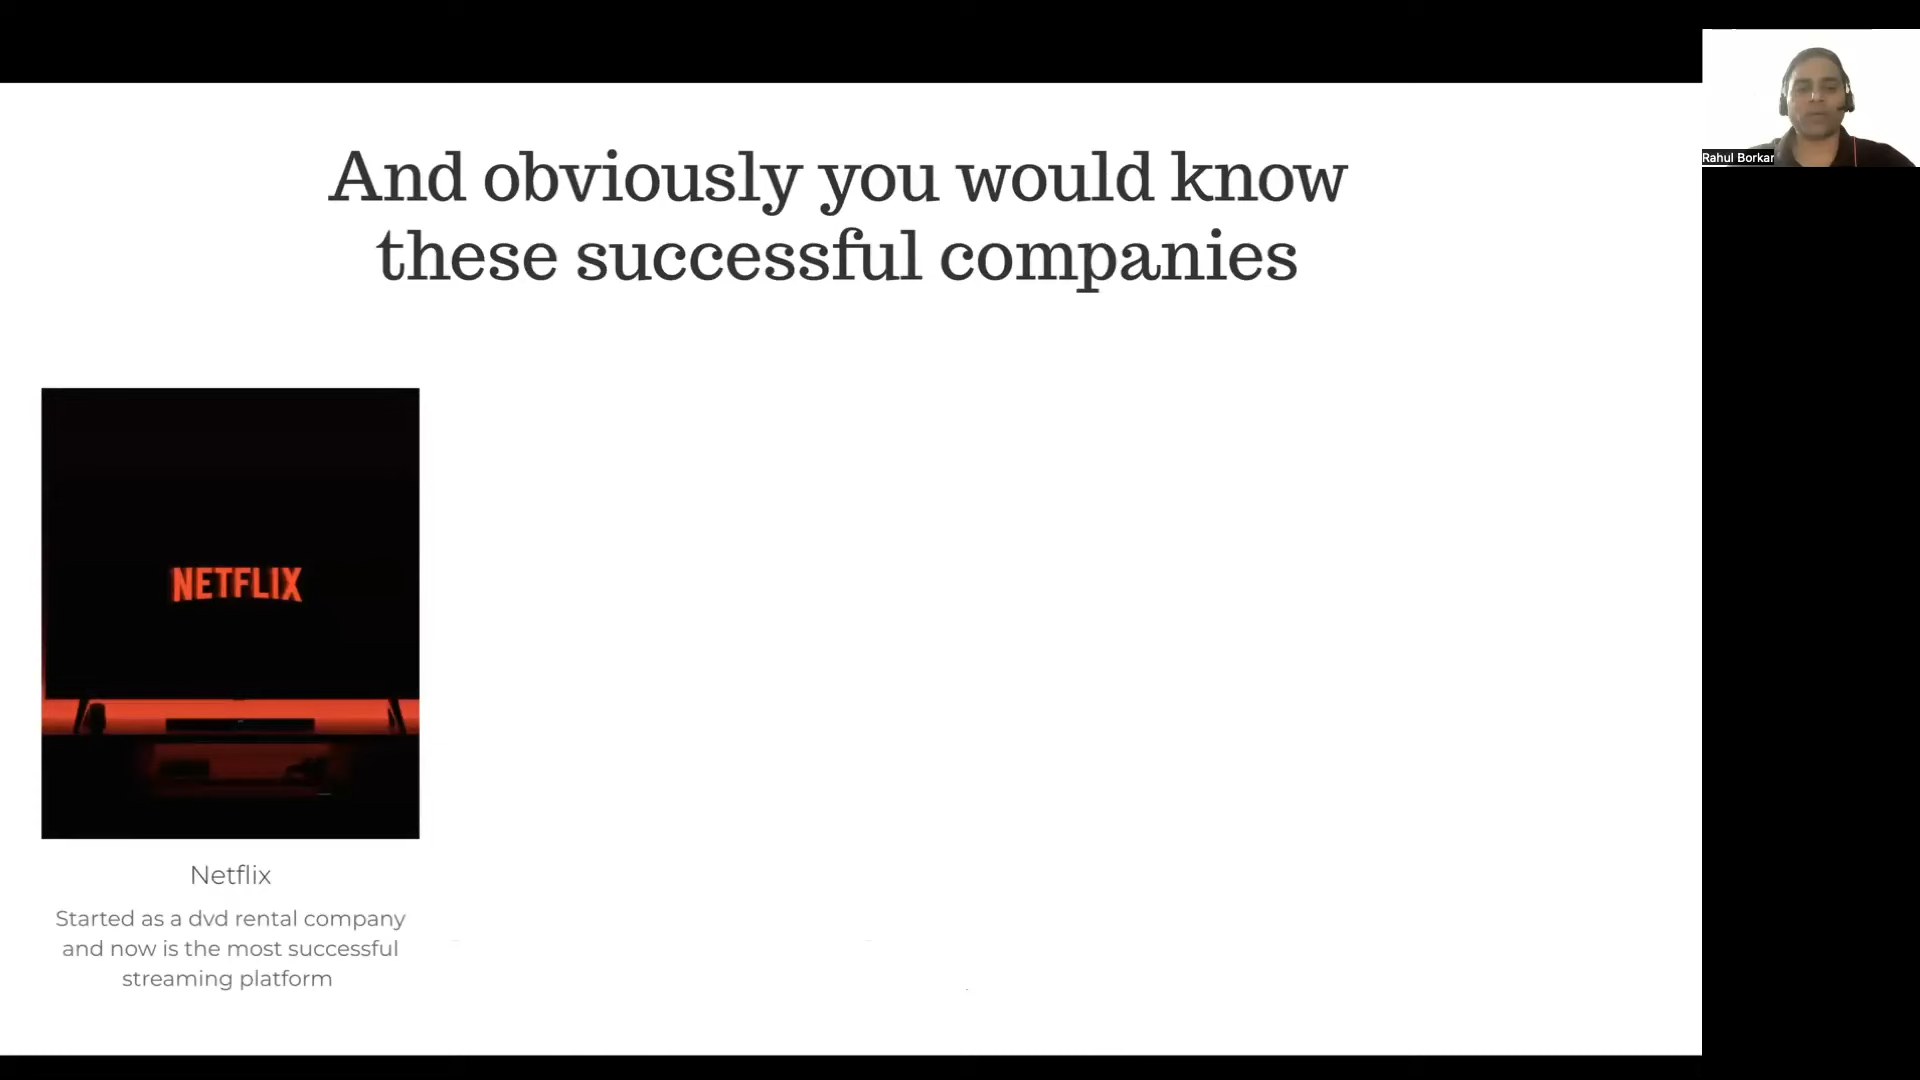 And obviously you would know
these successful companies
Rahul Borkar
NETFLIX
Netflix
Started as a dvd rental company
and now is the most successful
streaming platform